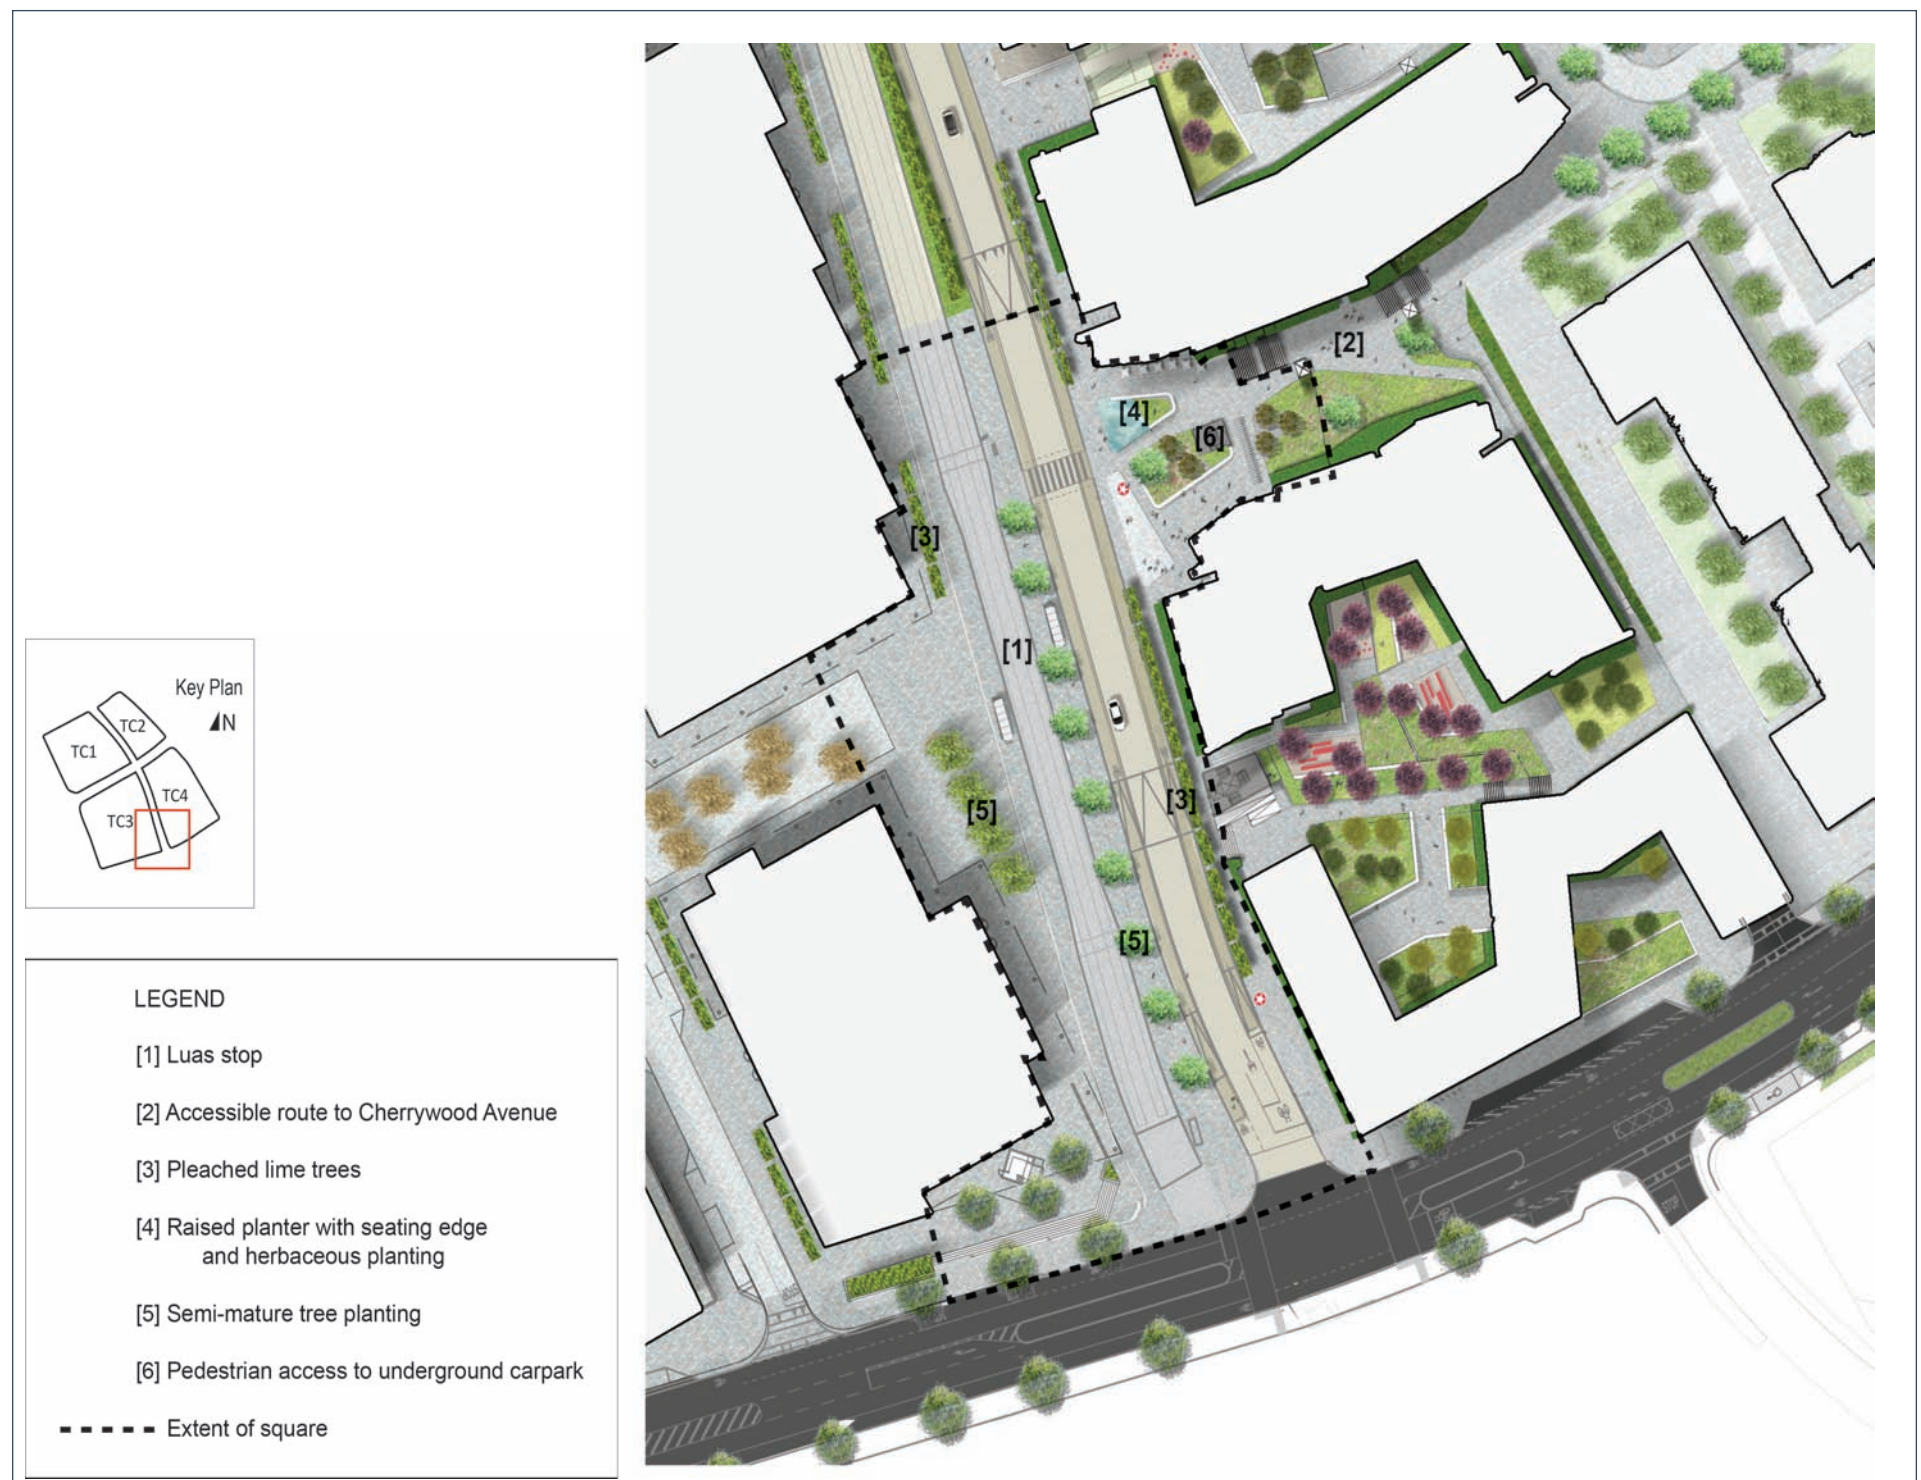 Key Plan
N
TC2
TC1
TC4
TC3
LEGEND
[1] Luas stop
[2] Accessible route to Cherrywood Avenue
[3] Pleached lime trees
[4] Raised planter with seating edge
and herbaceous planting
[5] Semi-mature tree planting
[6] Pedestrian access to underground carpark
Extent of square
[2]
[4]
[6]
[3]
[1]
[3]
[5]
[5]
STOP